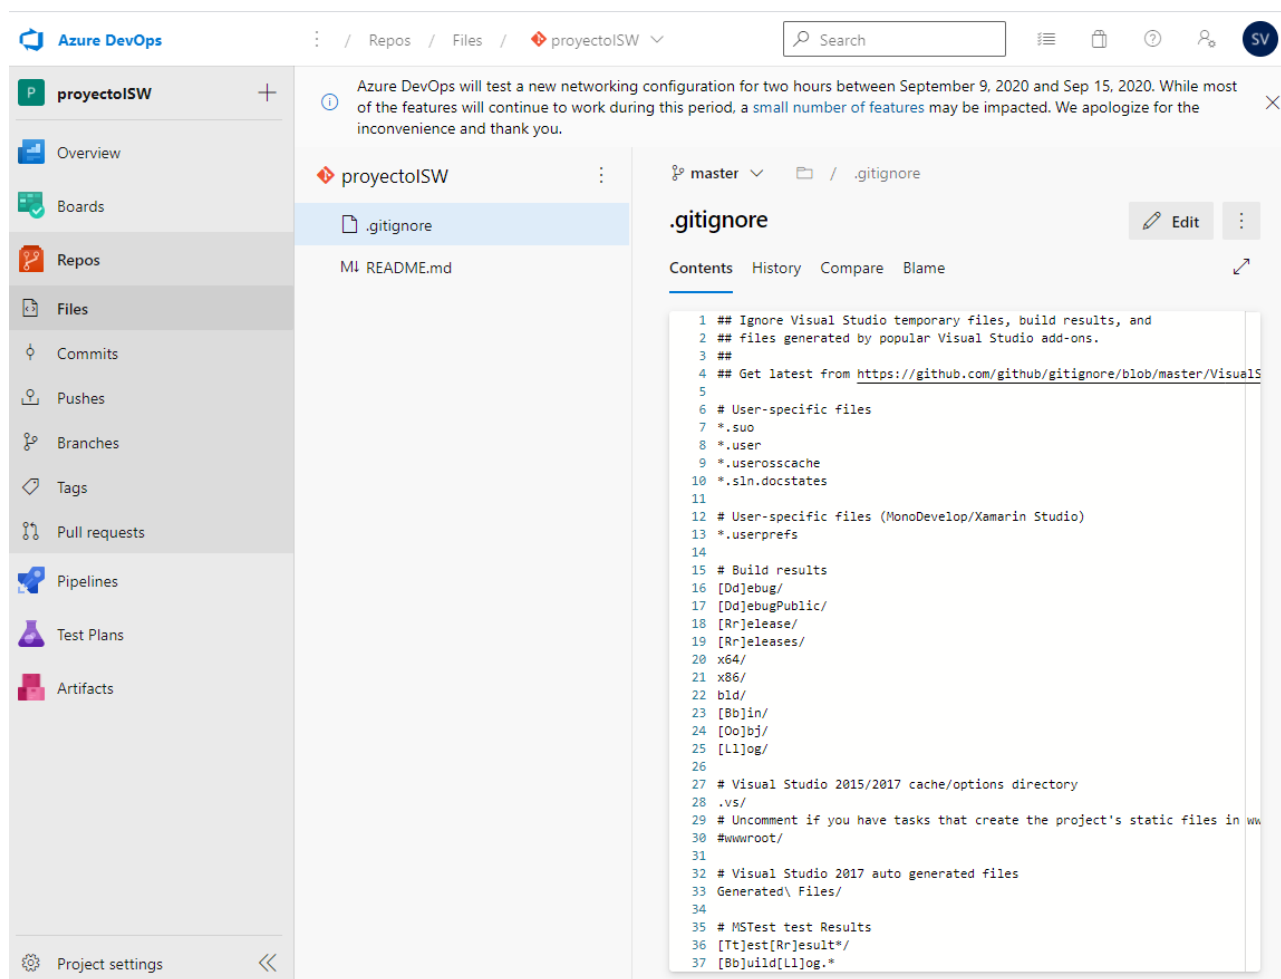 Azure DevOps
/ Repos / Files / proyectoISW
Search
SV
P proyectoISW
Azure DevOps will test a new networking configuration for two hours between September 9, 2020 and Sep 15, 2020. While most
of the features will continue to work during this period, a small number of features may be impacted. We apologize for the
inconvenience and thank you.
Overview
Boards
Repos
Files
Commits
Pushes
Branches
Tags
Pull requests
Pipelines
Test Plans
Artifacts
Project settings
proyectoISW
.gitignore
M↓ README.md
master / .gitignore
.gitignore
Edit
Contents History Compare Blame
1 ## Ignore Visual Studio temporary files, build results, and
2 ## files generated by popular Visual Studio add-ons.
3 ##
4 ## Get latest from https://github.com/github/gitignore/blob/master/VisualS
5
6 # User-specific files
7 *.suo
8 *.user
9 *.userosscache
10 *.sln.docstates
11
12 # User-specific files (MonoDevelop/Xamarin Studio)
13 *.userprefs
14
15 # Build results
16 [Dd]ebug/
17 [Dd]ebugPublic/
18 [Rr]elease/
19 [Rr]eleases/
20 x64/
21 x86/
22 bld/
23 [Bb]in/
24 [Oo]bj/
25 [Ll]og/
26
27 # Visual Studio 2015/2017 cache/options directory
28 .vs/
29 # Uncomment if you have tasks that create the project's static files in ww
30 #wwwroot/
31
32 # Visual Studio 2017 auto generated files
33 Generated\ Files/
34
35 # MSTest test Results
36 [Tt]est[Rr]esult*/
37 [Bb]uild[Ll]og.*